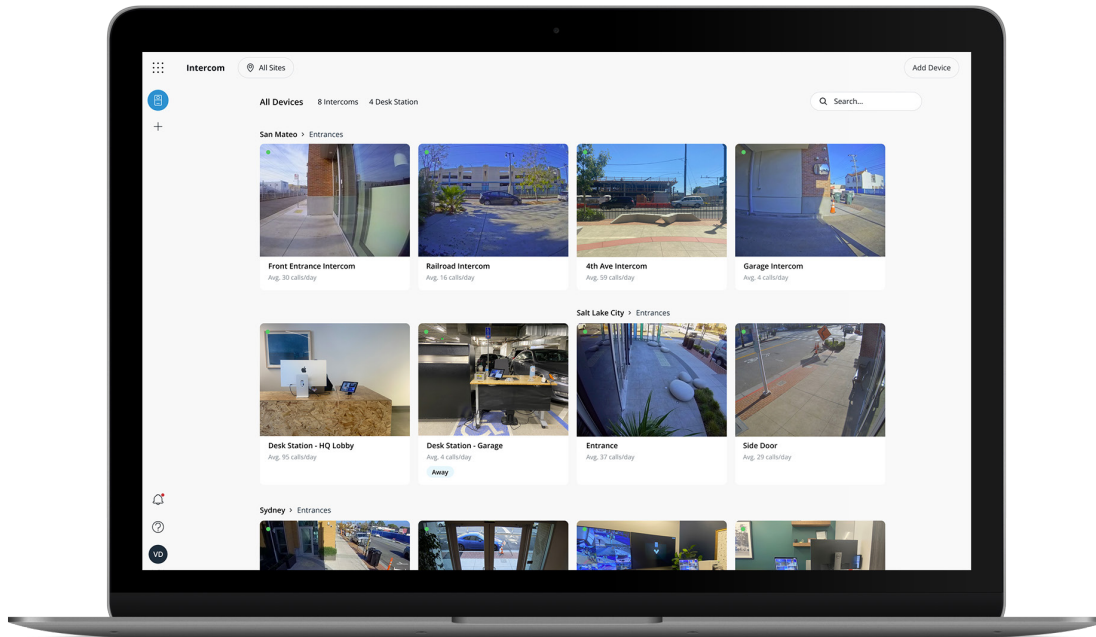 Intercom
All Sites
Add Device
All Devices 8 Intercoms 4 Desk Station
Search...
San Mateo > Entrances
Front Entrance Intercom
Avg. 30 calls/day
Railroad Intercom
Avg. 16 calls/day
4th Ave Intercom
Avg. 59 calls/day
Garage Intercom
Avg. 4 calls/day
Salt Lake City > Entrances
Desk Station - HQ Lobby
Avg. 95 calls/day
Desk Station - Garage
Avg. 4 calls/day
Away
Entrance
Avg. 37 calls/day
Side Door
Avg. 29 calls/day
Sydney > Entrances
VD